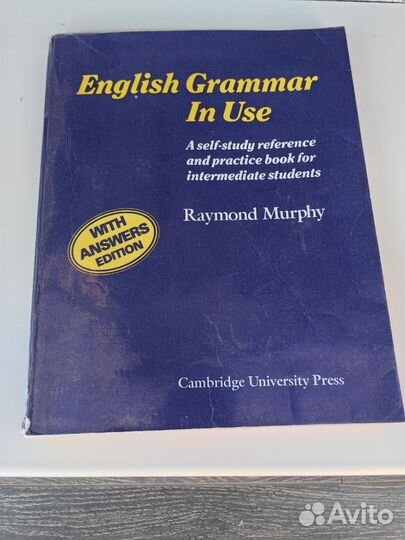 English Grammar
In Use
A self-study reference
and practice book for
intermediate students
Raymond Murphy
WITH
ANSWERS
EDITION
Cambridge University Press
Avito